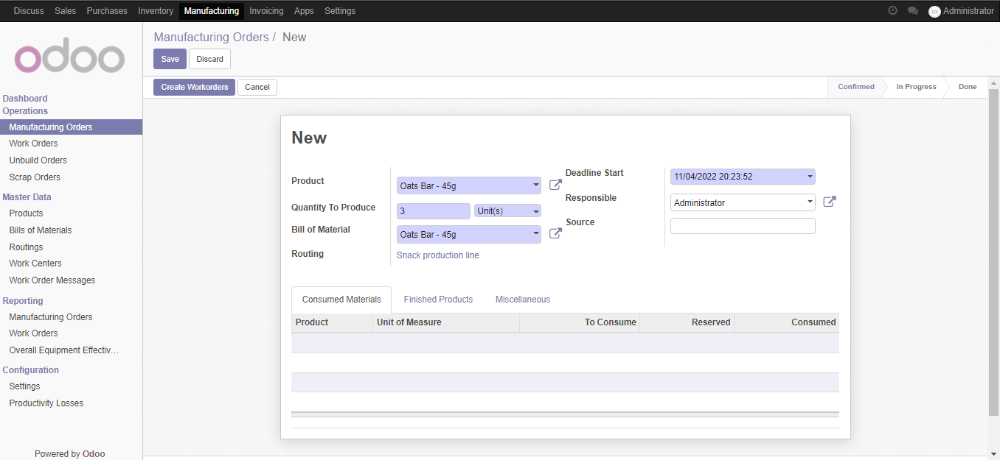 Discuss Sales Purchases Inventory Manufacturing Invoicing Apps Settings Administrator
odoo
Dashboard
Operations
Manufacturing Orders
Work Orders
Unbuild Orders
Scrap Orders
Master Data
Products
Bills of Materials
Routings
Work Centers
Work Order Messages
Reporting
Manufacturing Orders
Work Orders
Overall Equipment Effectiv…
Configuration
Settings
Productivity Losses
Powered by Odoo
Manufacturing Orders / New
Save Discard
Create Workorders Cancel Confirmed In Progress Done
New
Product Oats Bar - 45g
Quantity To Produce 3 Unit(s)
Bill of Material Oats Bar - 45g
Routing Snack production line
Deadline Start 11/04/2022 20:23:52
Responsible Administrator
Source
Consumed Materials Finished Products Miscellaneous
Product Unit of Measure To Consume Reserved Consumed